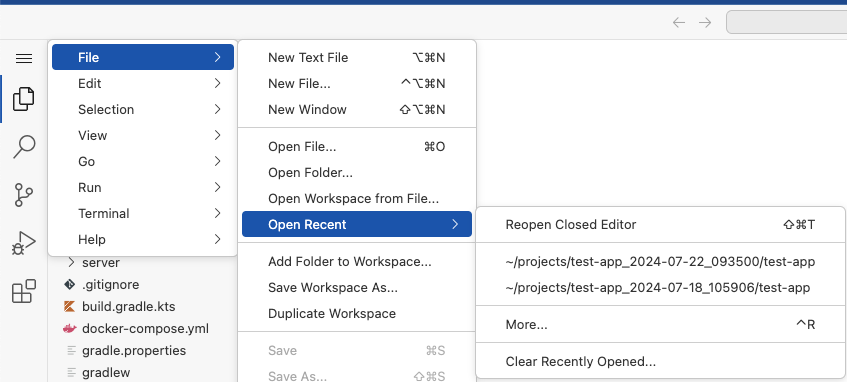 File
Edit
Selection
View
Go
Run
Terminal
Help
New Text File ⌥⌘N
New File... ^⌥⌘N
New Window ⇧⌥⌘N
Open File... ⌘O
Open Folder...
Open Workspace from File...
Open Recent
Add Folder to Workspace...
Save Workspace As...
Duplicate Workspace
Save ⌘S
Save As... ⇧⌘S
Reopen Closed Editor ⇧⌘T
~/projects/test-app_2024-07-22_093500/test-app
~/projects/test-app_2024-07-18_105906/test-app
More... ^R
Clear Recently Opened...
server
.gitignore
build.gradle.kts
docker-compose.yml
gradle.properties
gradlew